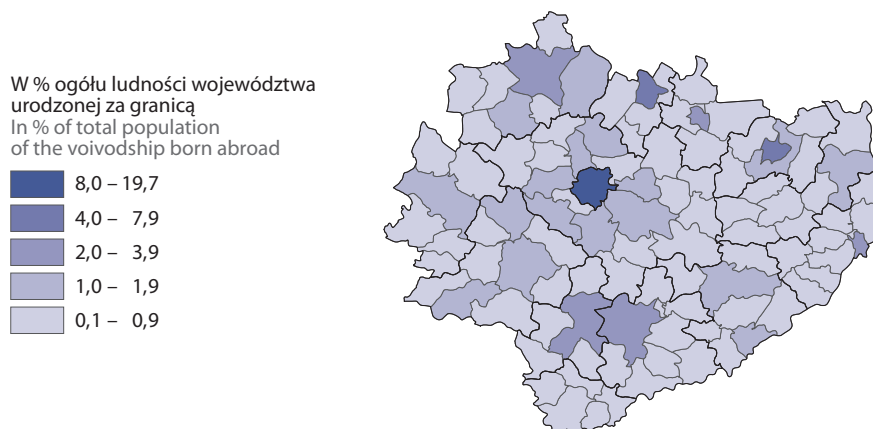 W % ogółu ludności województwa
urodzonej za granicą
In % of total population
of the voivodship born abroad
8,0 – 19,7
4,0 – 7,9
2,0 – 3,9
1,0 – 1,9
0,1 – 0,9